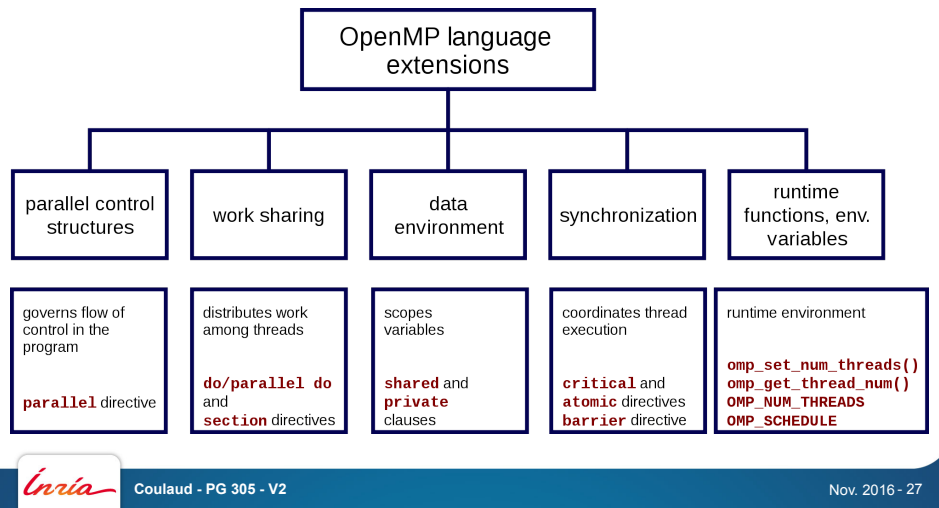 OpenMP language
extensions
parallel control
structures
work sharing
data
environment
synchronization
runtime
functions, env.
variables
governs flow of
control in the
program
parallel directive
distributes work
among threads
do/parallel do
and
section directives
scopes
variables
shared and
private
clauses
coordinates thread
execution
critical and
atomic directives
barrier directive
runtime environment
omp_set_num_threads()
omp_get_thread_num()
OMP_NUM_THREADS
OMP_SCHEDULE
Inria
Coulaud - PG 305 - V2
Nov. 2016 - 27